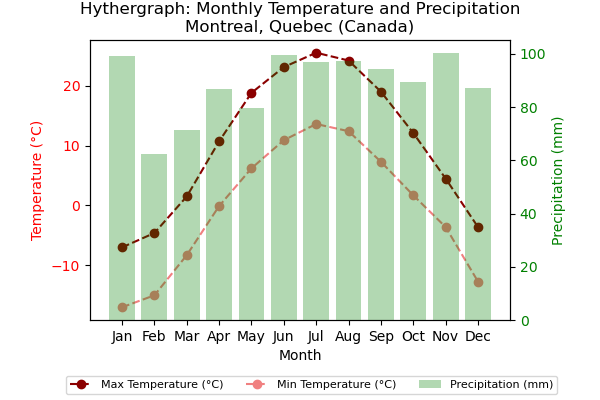 Hythergraph: Monthly Temperature and Precipitation
Montreal, Quebec (Canada)
Temperature (°C)
20
10
0
−10
Precipitation (mm)
100
80
60
40
20
0
Jan Feb Mar Apr May Jun Jul Aug Sep Oct Nov Dec
Month
Max Temperature (°C) Min Temperature (°C) Precipitation (mm)